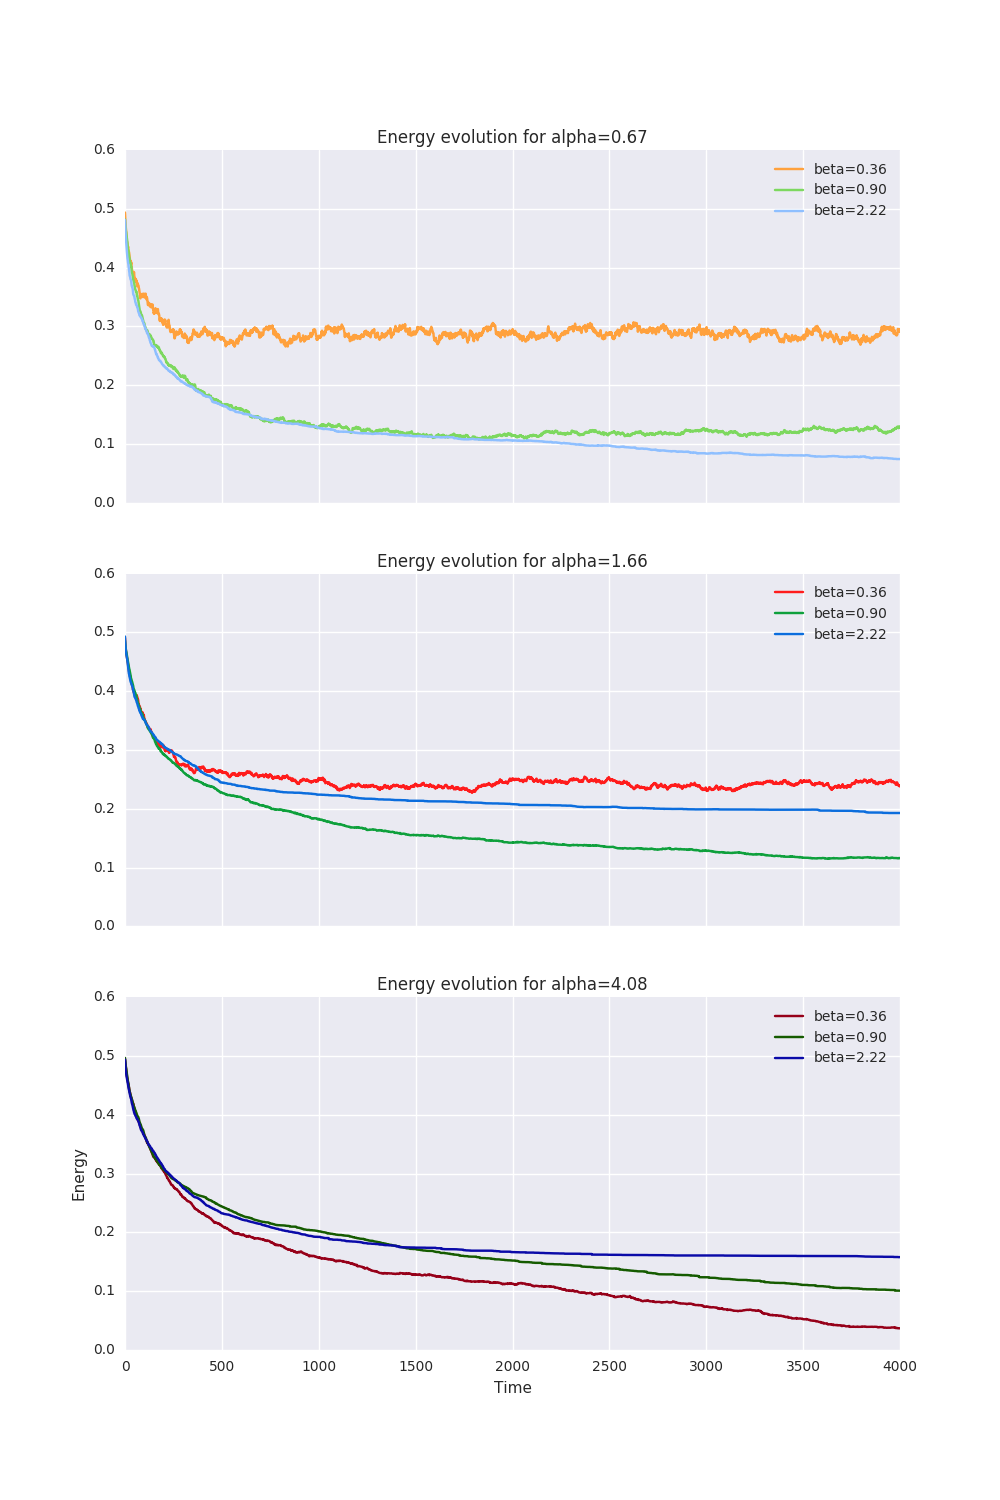 Energy evolution for alpha=0.67
0.6
0.5
0.4
0.3
0.2
0.1
0.0
beta=0.36
beta=0.90
beta=2.22
Energy evolution for alpha=1.66
0.6
0.5
0.4
0.3
0.2
0.1
0.0
beta=0.36
beta=0.90
beta=2.22
Energy evolution for alpha=4.08
0.6
0.5
0.4
0.3
0.2
0.1
0.0
beta=0.36
beta=0.90
beta=2.22
Energy
0 500 1000 1500 2000 2500 3000 3500 4000
Time